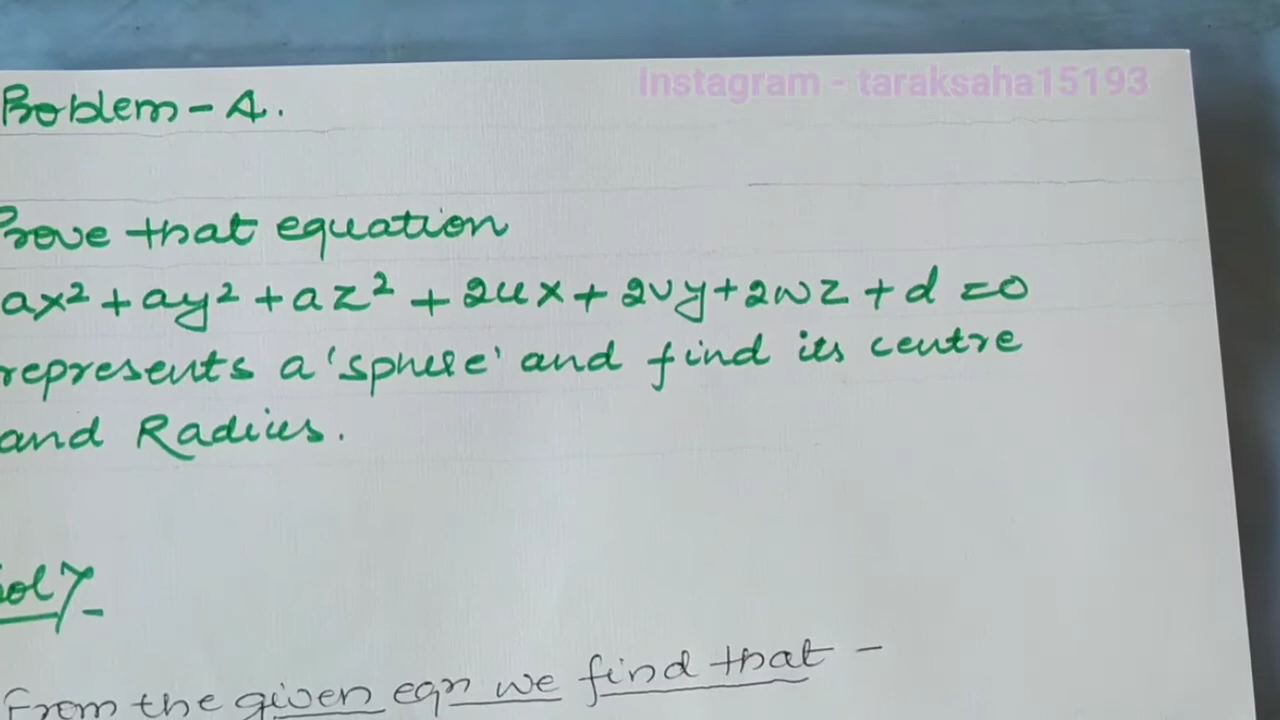 Instagram - taraksaha15193
Problem - 4.
Prove that equation
ax² + ay² + az² + 2ux + 2vy + 2wz + d = 0
represents a 'sphere' and find its centre
and Radius.
Sol⁷-
From the given eqn we find that -